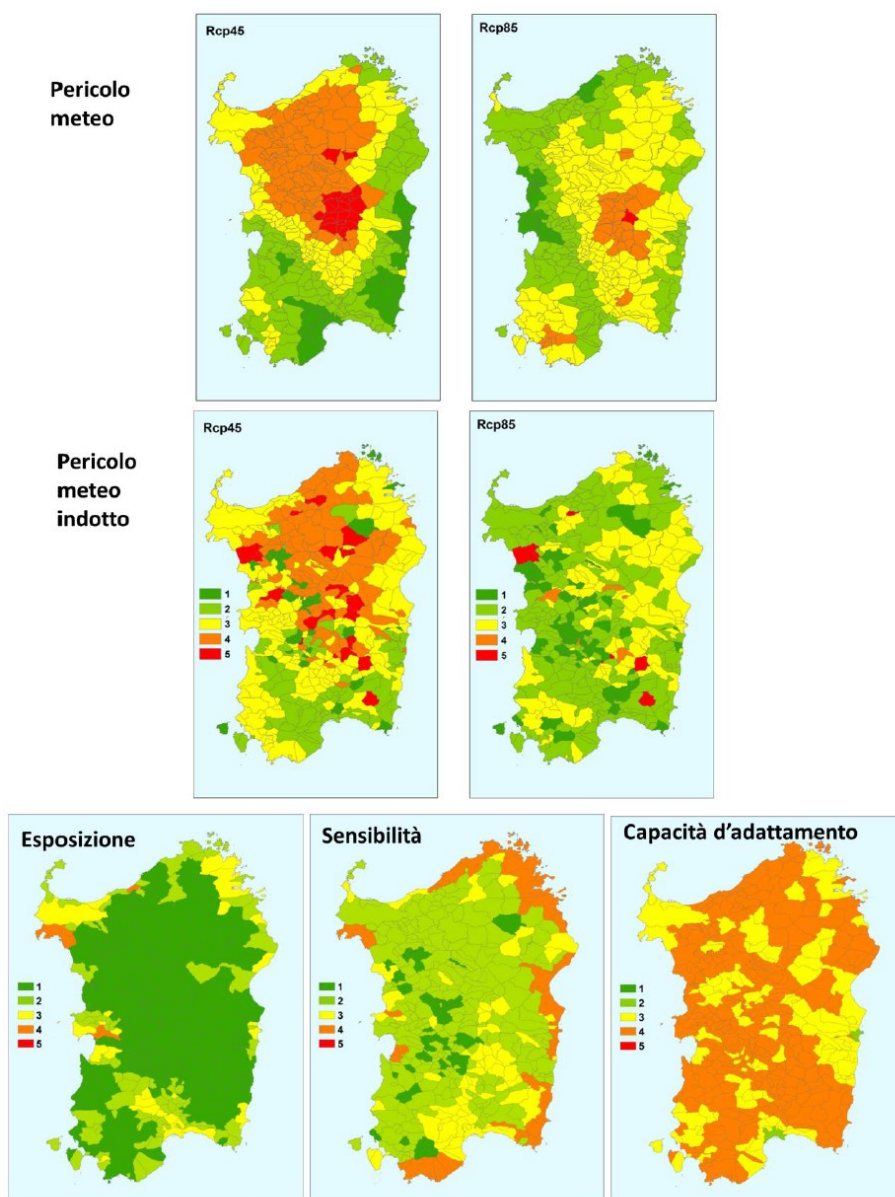 Rcp45
Rcp85
Pericolo
meteo
Rcp45
Rcp85
Pericolo
meteo
indotto
1
2
3
4
5
1
2
3
4
5
Esposizione
Sensibilità
Capacità d'adattamento
1
2
3
4
5
1
2
3
4
5
1
2
3
4
5